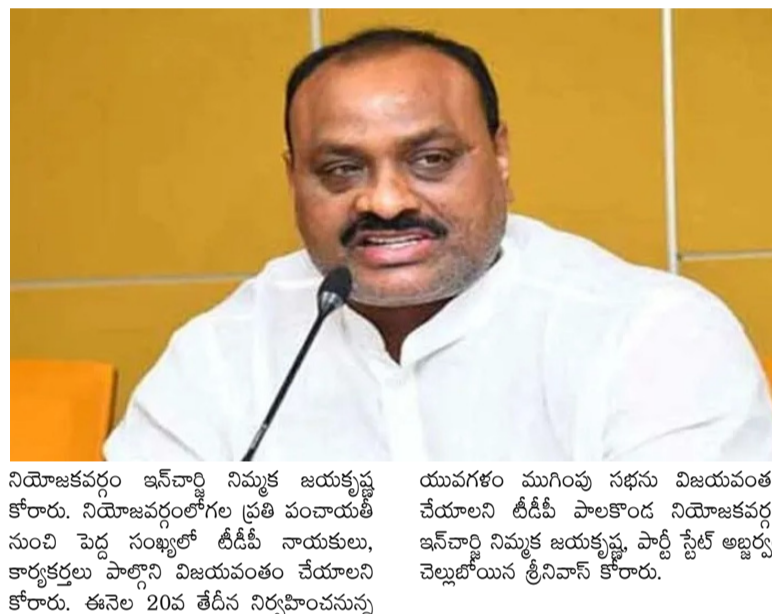 నియోజకవర్గం ఇన్‌చార్జి నిమ్మక జయకృష్ణ
కోరారు. నియోజవర్గంలోగల ప్రతి పంచాయతీ
నుంచి పెద్ద సంఖ్యలో టీడీపీ నాయకులు,
కార్యకర్తలు పాల్గొని విజయవంతం చేయాలని
కోరారు. ఈనెల 20వ తేదీన నిర్వహించనున్న
యువగళం ముగింపు సభను విజయవంత
చేయాలని టీడీపీ పాలకొండ నియోజకవర్గ
ఇన్‌చార్జి నిమ్మక జయకృష్ణ, పార్టీ స్టేట్ అబ్జర్వ
చెల్లుబోయిన శ్రీనివాస్ కోరారు.